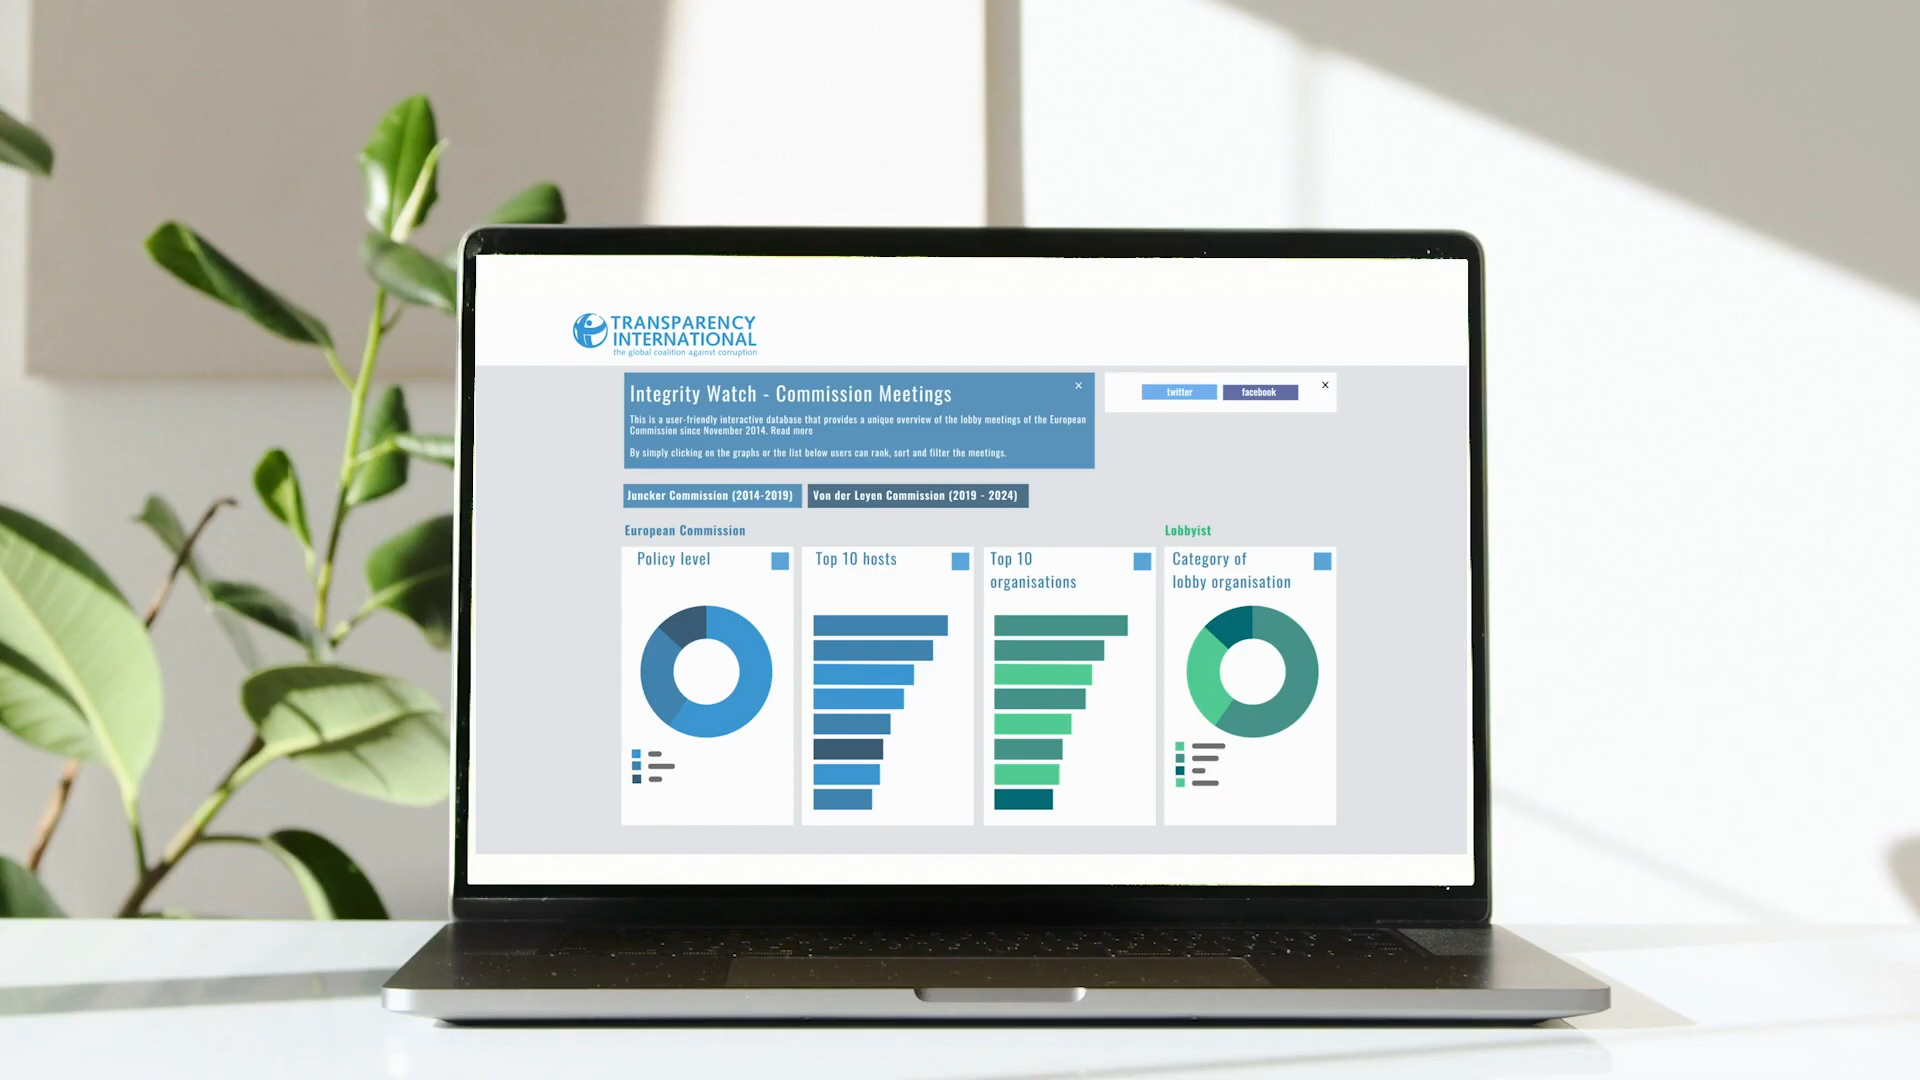 TRANSPARENCY
INTERNATIONAL
the global coalition against corruption
Integrity Watch - Commission Meetings
This is a user-friendly interactive database that provides a unique overview of the lobby meetings of the European
Commission since November 2014. Read more
By simply clicking on the graphs or the list below users can rank, sort and filter the meetings.
twitter
facebook
Juncker Commission (2014-2019)
Von der Leyen Commission (2019 - 2024)
European Commission
Lobbyist
Policy level
Top 10 hosts
Top 10
organisations
Category of
lobby organisation